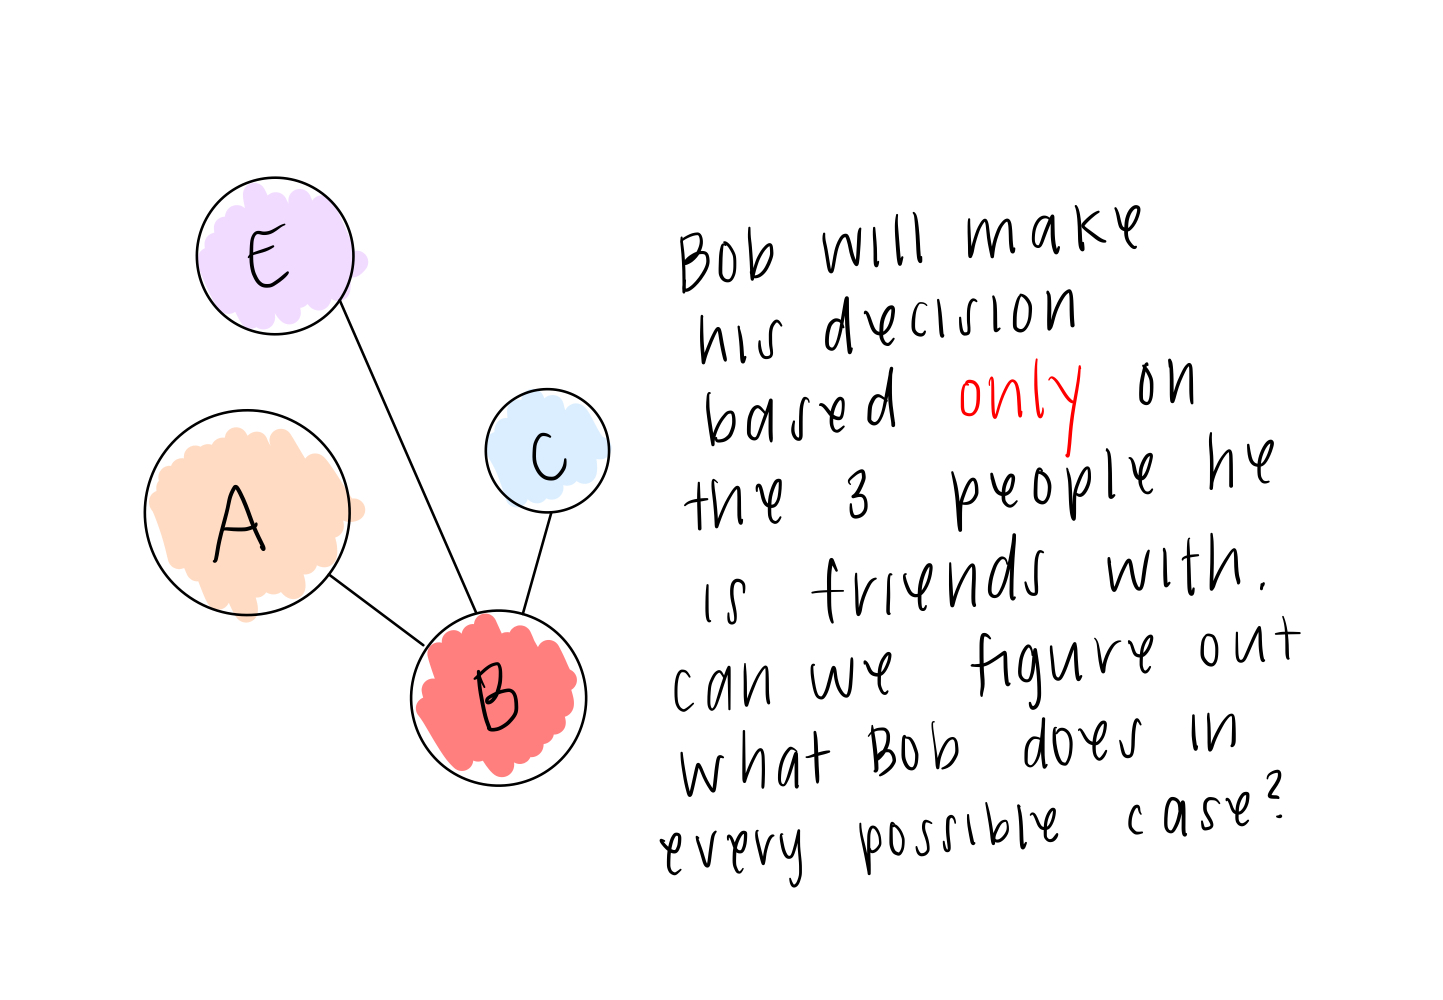 E
A
C
B
Bob will make
his decision
based only on
the 3 people he
is friends with.
can we figure out
what Bob does in
every possible case?